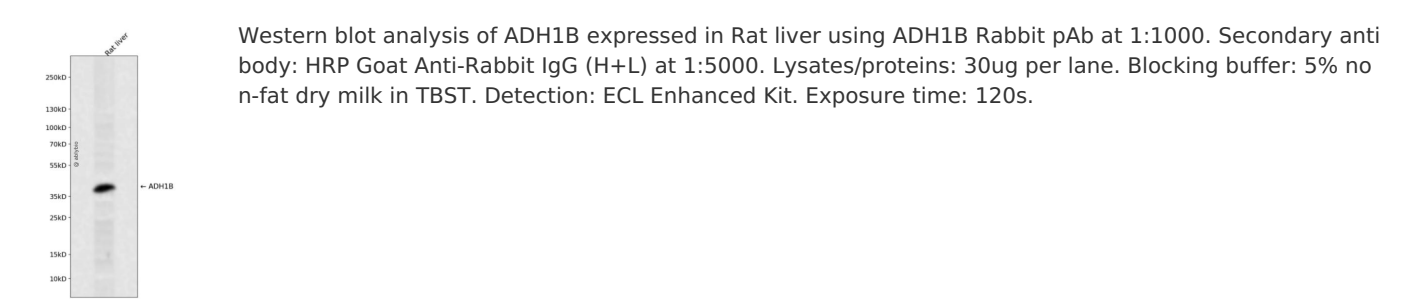 Rat liver
Western blot analysis of ADH1B expressed in Rat liver using ADH1B Rabbit pAb at 1:1000. Secondary anti
body: HRP Goat Anti-Rabbit IgG (H+L) at 1:5000. Lysates/proteins: 30ug per lane. Blocking buffer: 5% no
n-fat dry milk in TBST. Detection: ECL Enhanced Kit. Exposure time: 120s.
250kD
130kD
100kD
70kD
55kD
← ADH1B
35kD
25kD
15kD
10kD